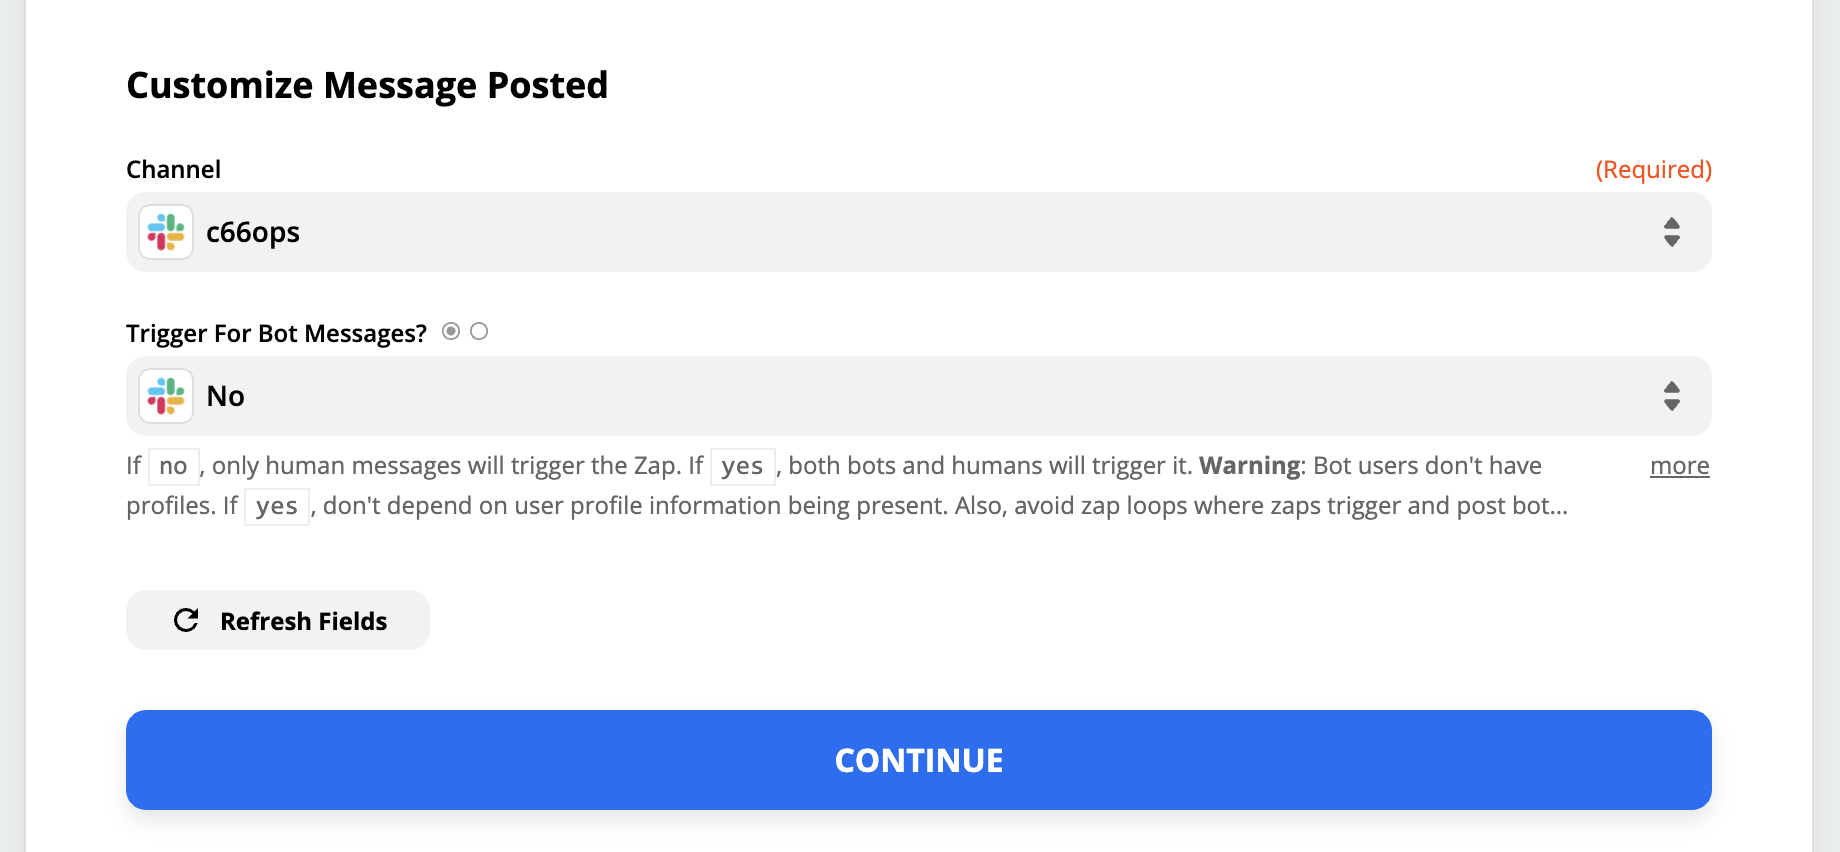 Customize Message Posted
Channel (Required)
c66ops
Trigger For Bot Messages?
No
If no, only human messages will trigger the Zap. If yes, both bots and humans will trigger it. Warning: Bot users don't have more
profiles. If yes, don't depend on user profile information being present. Also, avoid zap loops where zaps trigger and post bot...
Refresh Fields
CONTINUE